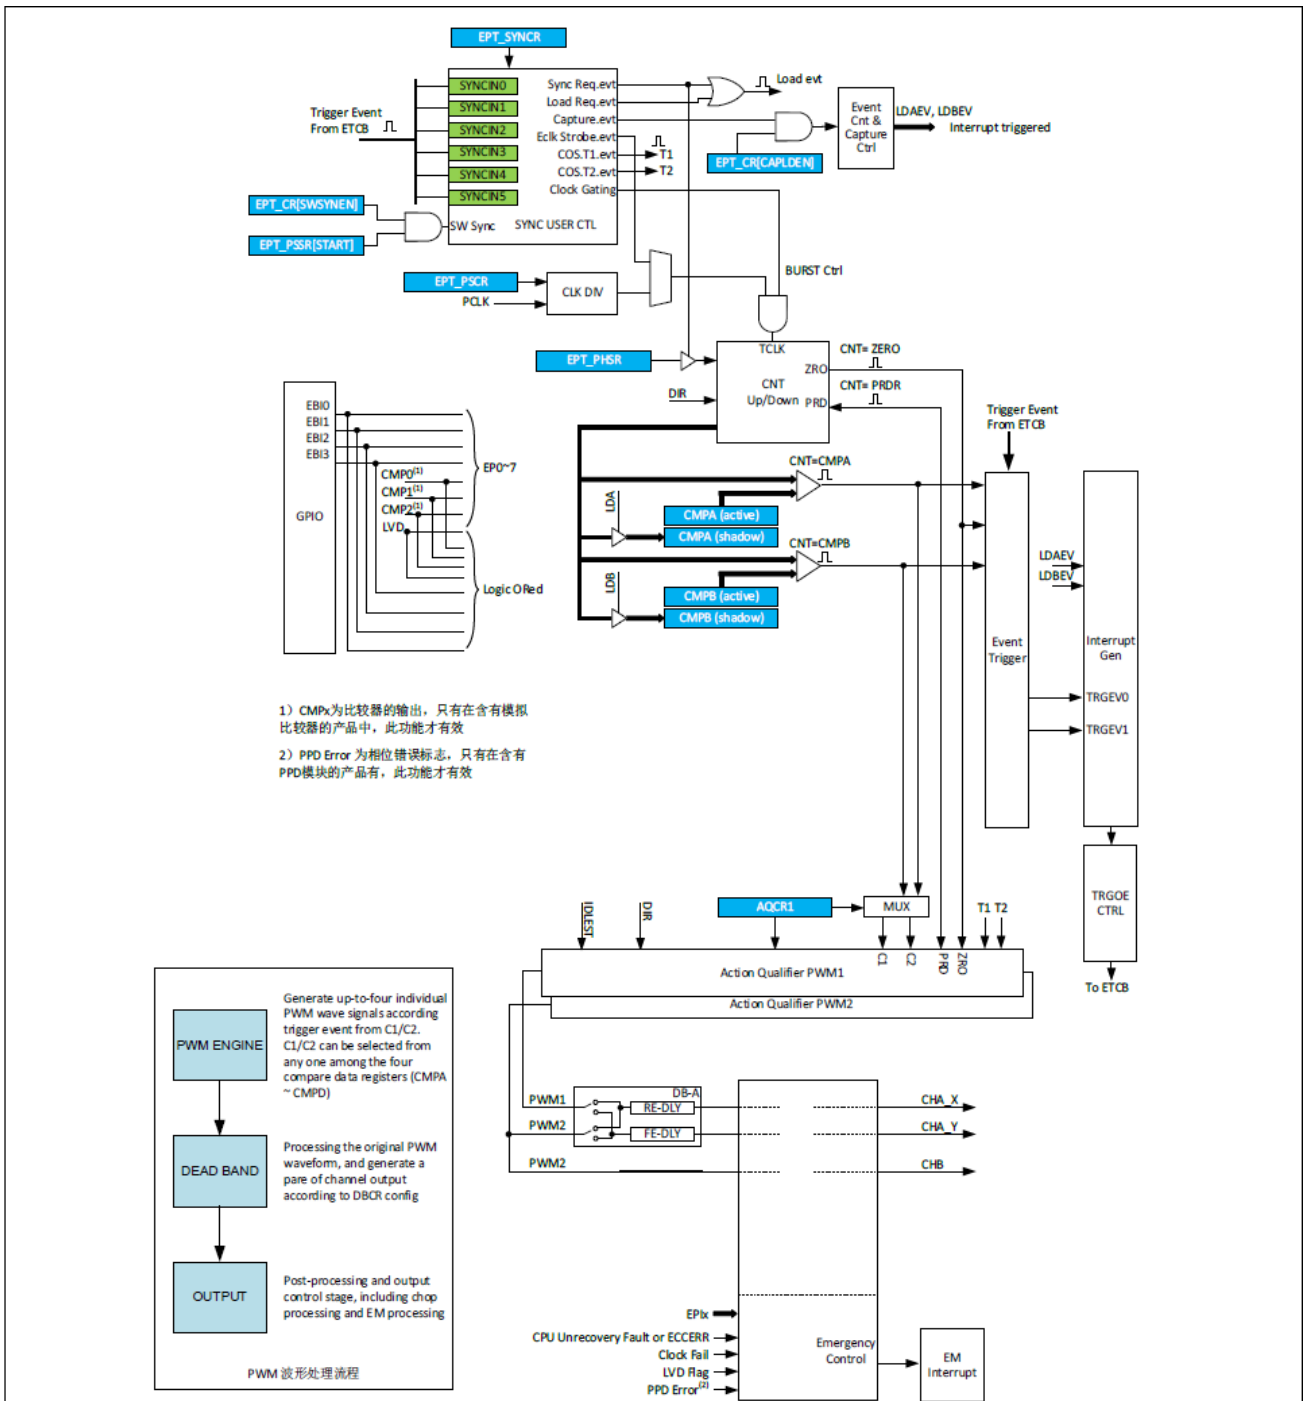 EPT_SYNCR
SYNCIN0
SYNCIN1
SYNCIN2
SYNCIN3
SYNCIN4
SYNCIN5
Sync Req.evt
Load Req.evt
Capture.evt
Eclk Strobe.evt
COS.T1.evt
COS.T2.evt
Clock Gating
SW Sync
SYNC USER CTL
Trigger Event
From ETCB
EPT_CR[SWSYNEN]
EPT_PSSR[START]
Load evt
T1
T2
EPT_CR[CAPLDEN]
Event
Cnt &
Capture
Ctrl
LDAEV, LDBEV
Interrupt triggered
EPT_PSCR
PCLK
CLK DIV
BURST Ctrl
EPT_PHSR
DIR
TCLK
ZRO
CNT
Up/Down
PRD
CNT= ZERO
CNT= PRDR
GPIO
EBI0
EBI1
EBI2
EBI3
CMP0(1)
CMP1(1)
CMP2(1)
LVD
EP0~7
Logic ORed
LDA
CMPA (active)
CMPA (shadow)
CNT=CMPA
LDB
CMPB (active)
CMPB (shadow)
CNT=CMPB
Trigger Event
From ETCB
Event
Trigger
LDAEV
LDBEV
Interrupt
Gen
TRGEV0
TRGEV1
TRGOE
CTRL
To ETCB
1）CMPx为比较器的输出，只有在含有模拟
比较器的产品中，此功能才有效
2）PPD Error 为相位错误标志，只有在含有
PPD模块的产品有，此功能才有效
IDLEST
DIR
AQCR1
MUX
T1 T2
C1
C2
PRD
ZRO
Action Qualifier PWM1
Action Qualifier PWM2
PWM ENGINE
Generate up-to-four individual
PWM wave signals according
trigger event from C1/C2.
C1/C2 can be selected from
any one among the four
compare data registers (CMPA
~ CMPD)
DEAD BAND
Processing the original PWM
waveform, and generate a
pare of channel output
according to DBCR config
OUTPUT
Post-processing and output
control stage, including chop
processing and EM processing
PWM 波形处理流程
PWM1
PWM2
PWM2
DB-A
RE-DLY
FE-DLY
CHA_X
CHA_Y
CHB
EPIx
CPU Unrecovery Fault or ECCERR
Clock Fail
LVD Flag
PPD Error(2)
Emergency
Control
EM
Interrupt